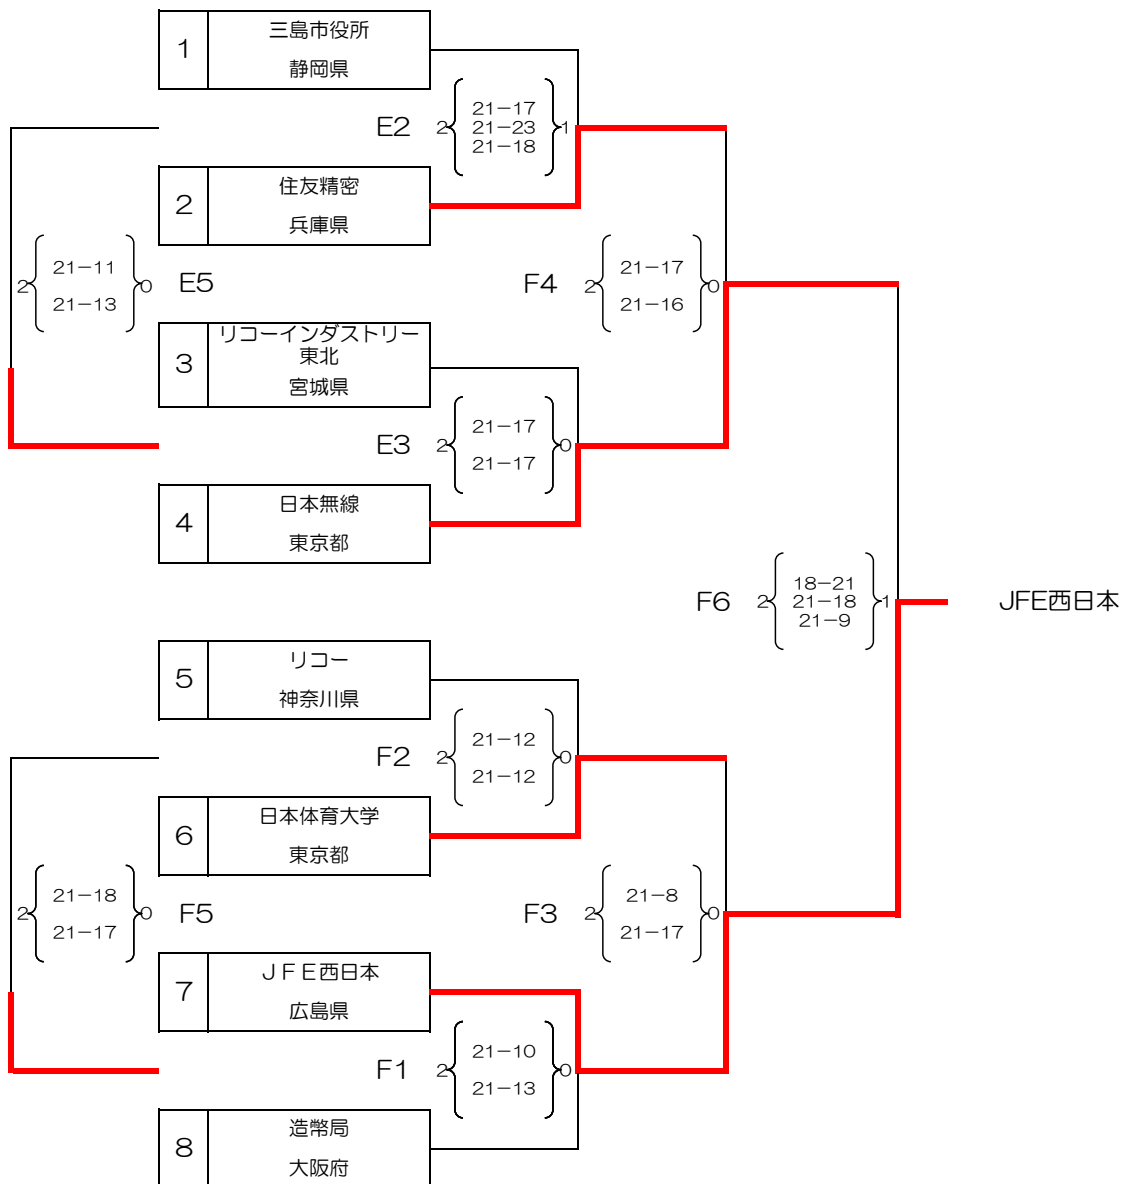 1
三島市役所
静岡県
E2
2
21-17
21-23
21-18
1
2
住友精密
兵庫県
2
21-11
21-13
0
E5
F4
2
21-17
21-16
0
3
リコーインダストリー
東北
宮城県
E3
2
21-17
21-17
0
4
日本無線
東京都
F6
2
18-21
21-18
21-9
1
JFE西日本
5
リコー
神奈川県
F2
2
21-12
21-12
0
6
日本体育大学
東京都
2
21-18
21-17
0
F5
F3
2
21-8
21-17
0
7
ＪＦＥ西日本
広島県
F1
2
21-10
21-13
0
8
造幣局
大阪府